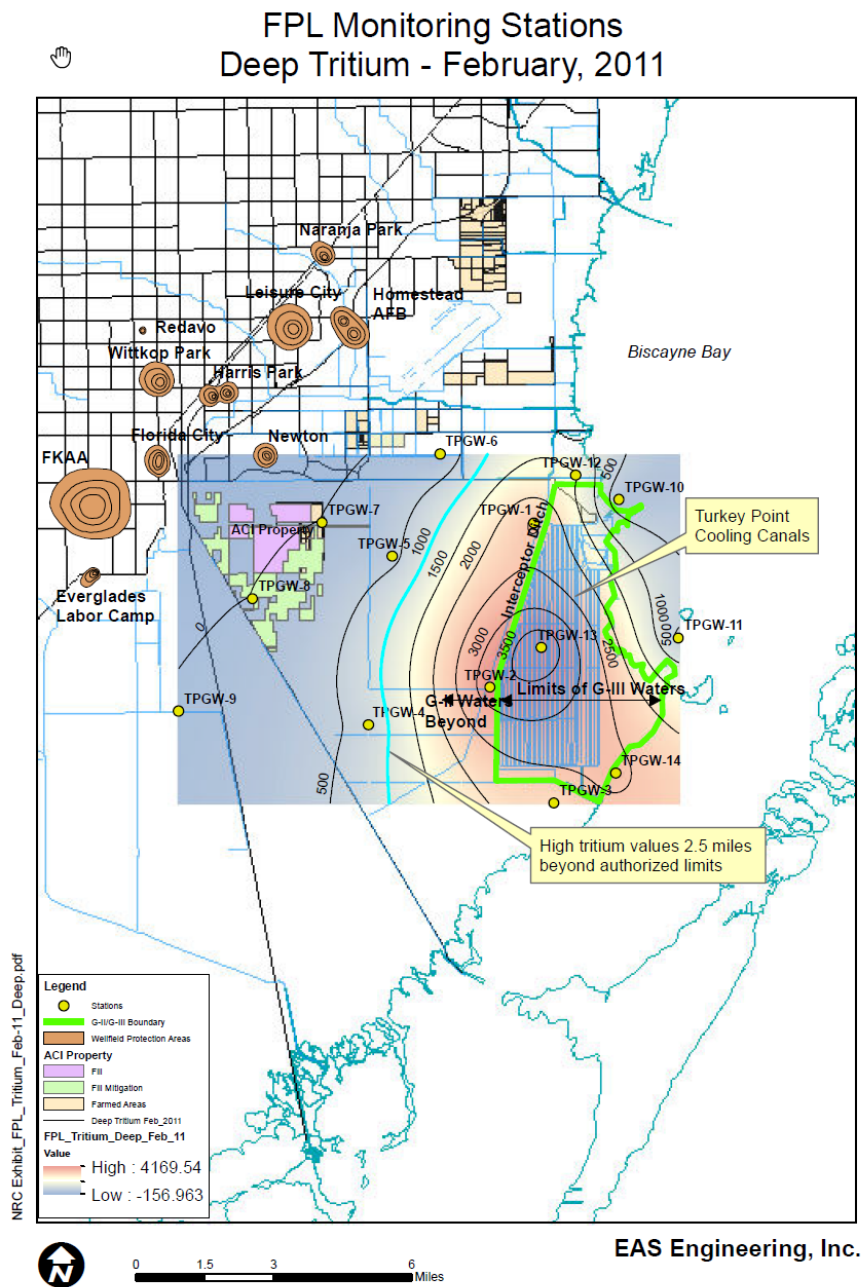 FPL Monitoring Stations
Deep Tritium - February, 2011
Naranja Park
Leisure City
Homestead
AFB
Redavo
Wittkop Park
Harris Park
Biscayne Bay
Florida City
Newton
FKAA
TPGW-6
TPGW-12
500
TPGW-10
TPGW-7
ACI Property
TPGW-1
Interceptor Ditch
Turkey Point
Cooling Canals
TPGW-5
1000
1500
2000
TPGW-8
Everglades
Labor Camp
0
3000
3500
TPGW-13
2500
1000
500
TPGW-11
TPGW-2
Limits of G-III Waters
G-II Waters
Beyond
TPGW-9
TPGW-4
500
TPGW-14
TPGW-3
High tritium values 2.5 miles
beyond authorized limits
NRC Exhibit_FPL_Tritium_Feb-11_Deep.pdf
Legend
Stations
G-II/G-III Boundary
Wellfield Protection Areas
ACI Property
Fill
Fill Mitigation
Farmed Areas
Deep Tritium Feb_2011
FPL_Tritium_Deep_Feb_11
Value
High : 4169.54
Low : -156.963
EAS Engineering, Inc.
N
0 1.5 3 6
Miles